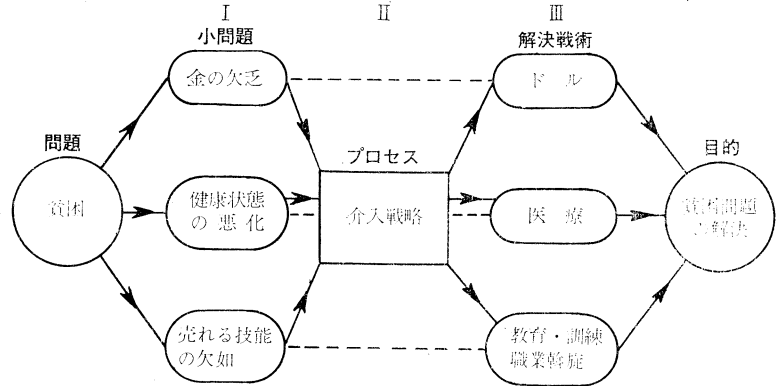 I
II
III
小問題
解決戦術
金の欠乏
ドル
問題
プロセス
目的
貧困
健康状態
の悪化
介入戦略
医療
貧困問題
の解決
売れる技能
の欠如
教育・訓練
職業斡旋